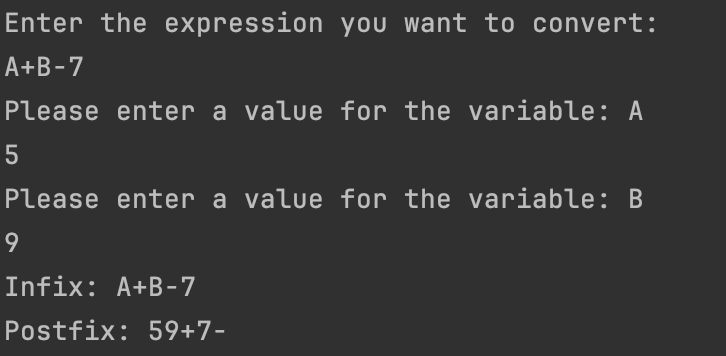 Enter the expression you want to convert:
A+B-7
Please enter a value for the variable: A
5
Please enter a value for the variable: B
9
Infix: A+B-7
Postfix: 59+7-